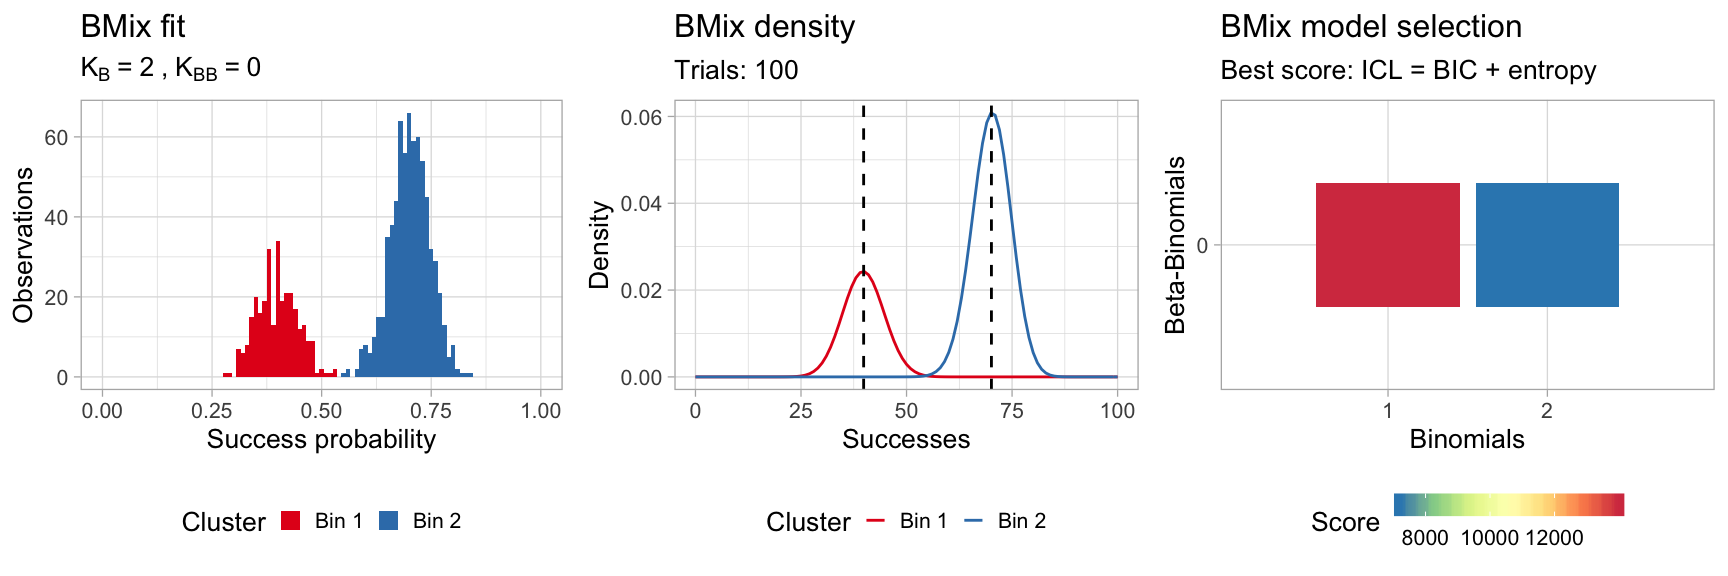 BMix fit
K_B = 2 , K_BB = 0
Observations
60
40
20
0
0.00 0.25 0.50 0.75 1.00
Success probability
Cluster Bin 1 Bin 2
BMix density
Trials: 100
Density
0.06
0.04
0.02
0.00
0 25 50 75 100
Successes
Cluster Bin 1 Bin 2
BMix model selection
Best score: ICL = BIC + entropy
Beta-Binomials
0
1 2
Binomials
Score
8000 10000 12000